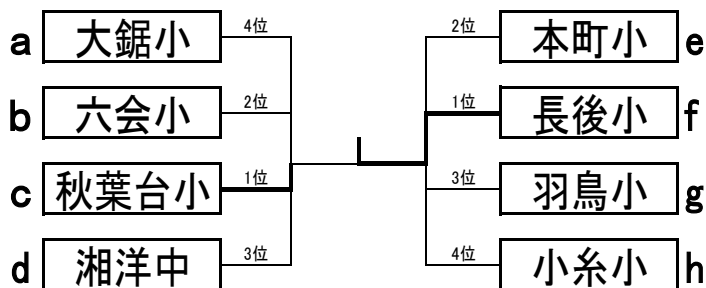 a 大鋸小 4位 2位 本町小 e
b 六会小 2位 1位 長後小 f
c 秋葉台小 1位 3位 羽鳥小 g
d 湘洋中 3位 4位 小糸小 h